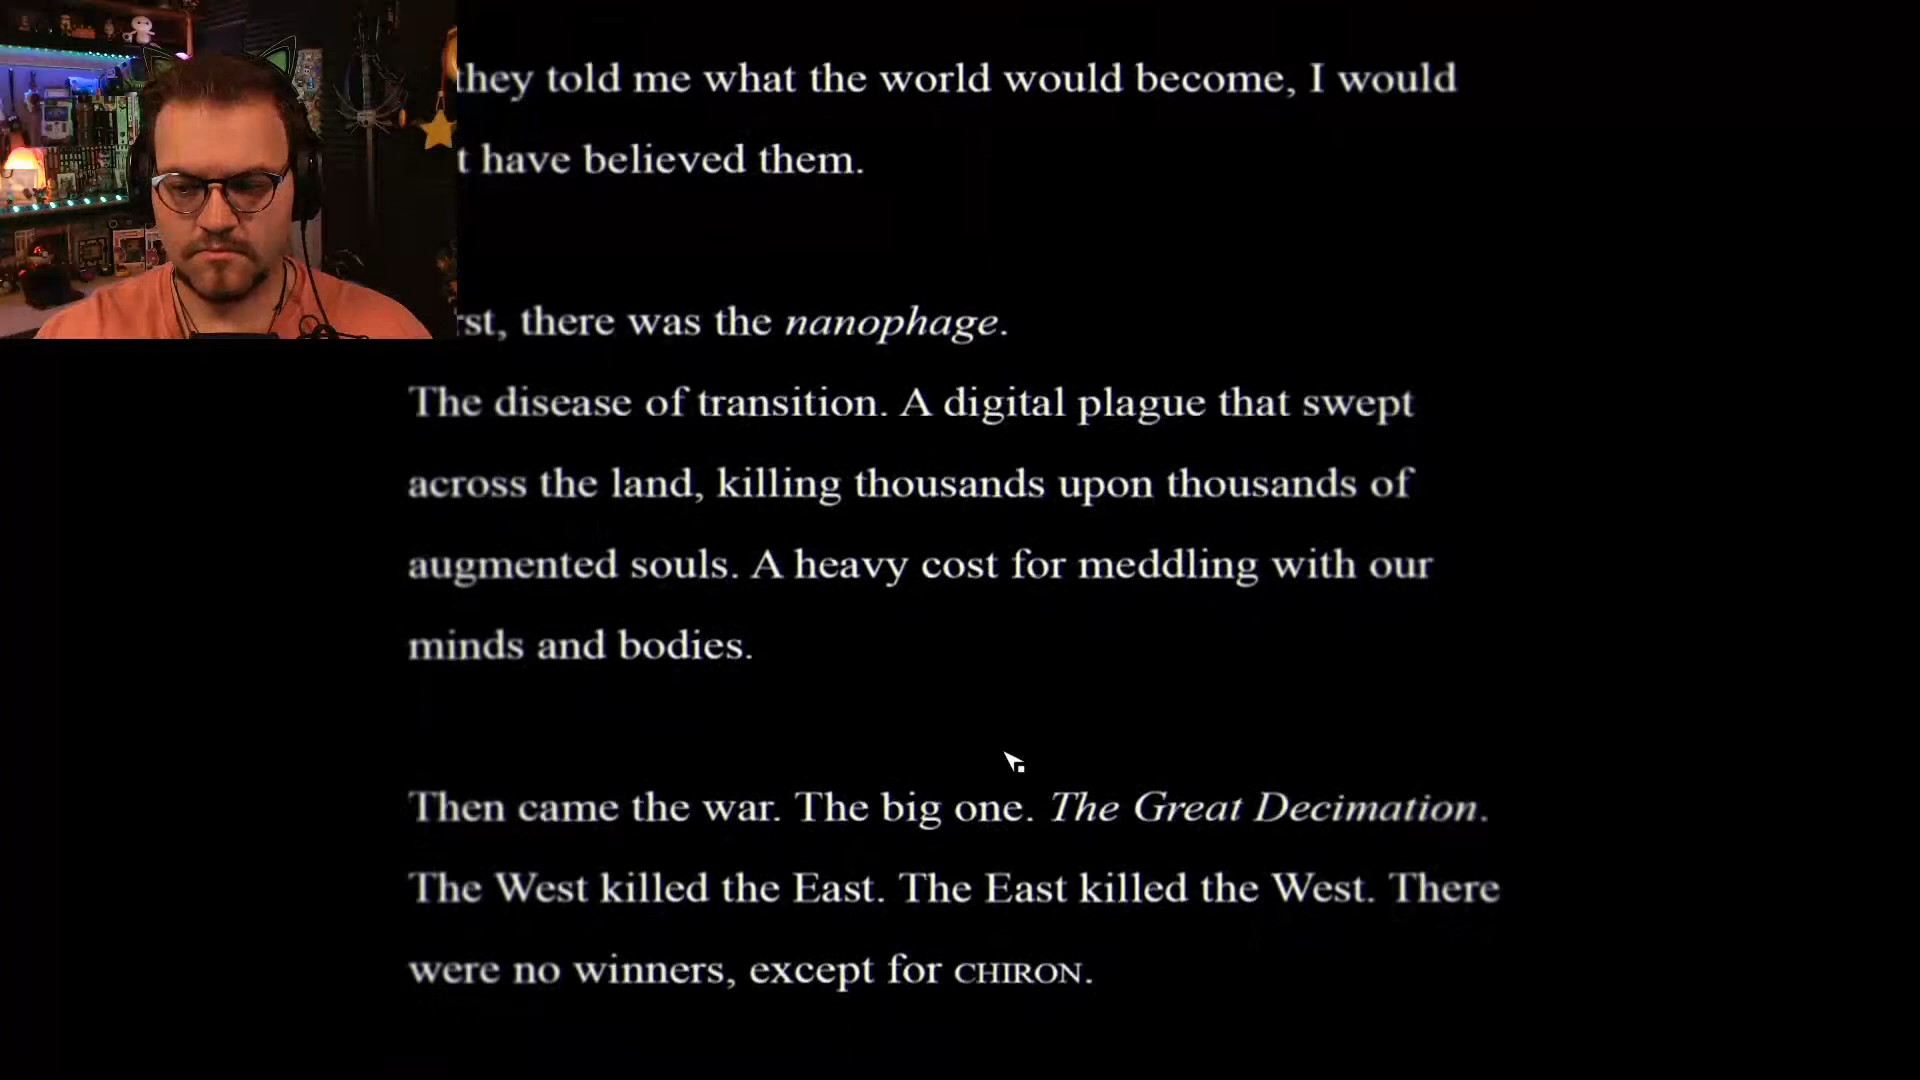 they told me what the world would become, I would
have believed them.
there was the nanophage.
The disease of transition. A digital plague that swept
across the land, killing thousands upon thousands of
augmented souls. A heavy cost for meddling with our
minds and bodies.
Then came the war. The big one. The Great Decimation.
The West killed the East. The East killed the West. There
were no winners, except for CHIRON.